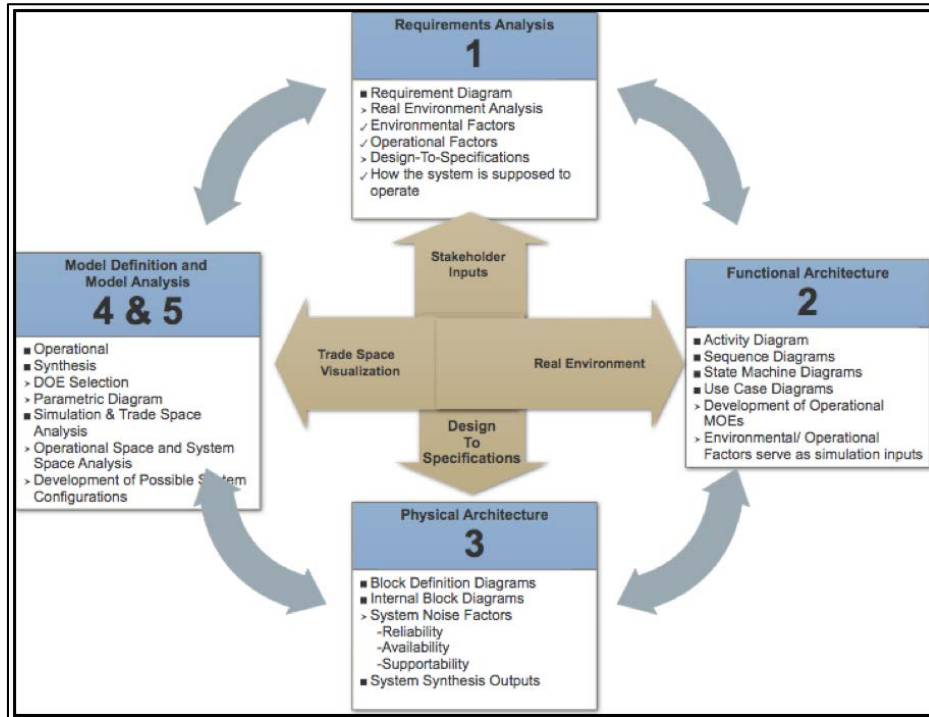 Requirements Analysis
1
■ Requirement Diagram
> Real Environment Analysis
✓ Environmental Factors
✓ Operational Factors
> Design-To-Specifications
✓ How the system is supposed to
operate
Stakeholder
Inputs
Model Definition and
Model Analysis
4 & 5
■ Operational
■ Synthesis
> DOE Selection
> Parametric Diagram
■ Simulation & Trade Space
Analysis
> Operational Space and System
Space Analysis
> Development of Possible System
Configurations
Trade Space
Visualization
Real Environment
Functional Architecture
2
■ Activity Diagram
■ Sequence Diagrams
■ State Machine Diagrams
■ Use Case Diagrams
> Development of Operational
MOEs
> Environmental/ Operational
Factors serve as simulation inputs
Design
To
Specifications
Physical Architecture
3
■ Block Definition Diagrams
■ Internal Block Diagrams
> System Noise Factors
-Reliability
-Availability
-Supportability
■ System Synthesis Outputs